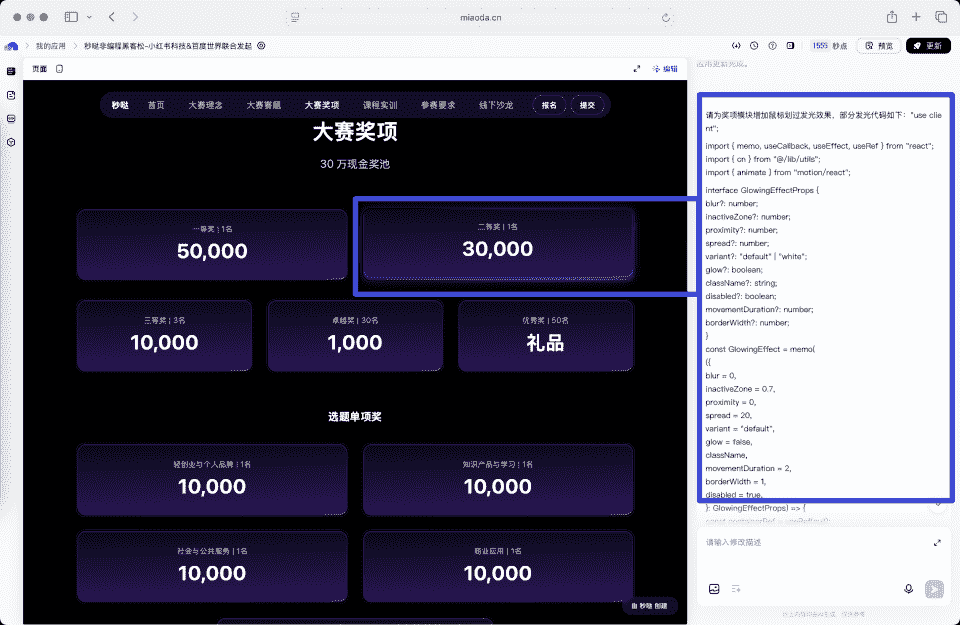 miaoda.cn
我的应用
秒哒非编程黑客松-小红书科技&百度世界联合发起
1555 秒点
预览
更新
页面
编辑
应用更新完成。
秒哒
首页
大赛理念
大赛赛题
大赛奖项
课程实训
参赛要求
线下沙龙
报名
提交
大赛奖项
30 万现金奖池
一等奖 | 1名
50,000
二等奖 | 1名
30,000
三等奖 | 3名
10,000
卓越奖 | 30名
1,000
优秀奖 | 50名
礼品
选题单项奖
轻创业与个人品牌 | 1名
10,000
知识产品与学习 | 1名
10,000
社会与公共服务 | 1名
10,000
商业应用 | 1名
10,000
由 秒哒 创建
请为奖项模块增加鼠标划过发光效果，部分发光代码如下："use clie
nt";
import { memo, useCallback, useEffect, useRef } from "react";
import { cn } from "@/lib/utils";
import { animate } from "motion/react";
interface GlowingEffectProps {
blur?: number;
inactiveZone?: number;
proximity?: number;
spread?: number;
variant?: "default" | "white";
glow?: boolean;
className?: string;
disabled?: boolean;
movementDuration?: number;
borderWidth?: number;
}
const GlowingEffect = memo(
({
blur = 0,
inactiveZone = 0.7,
proximity = 0,
spread = 20,
variant = "default",
glow = false,
className,
movementDuration = 2,
borderWidth = 1,
disabled = true,
}: GlowingEffectProps) => {
请输入修改描述